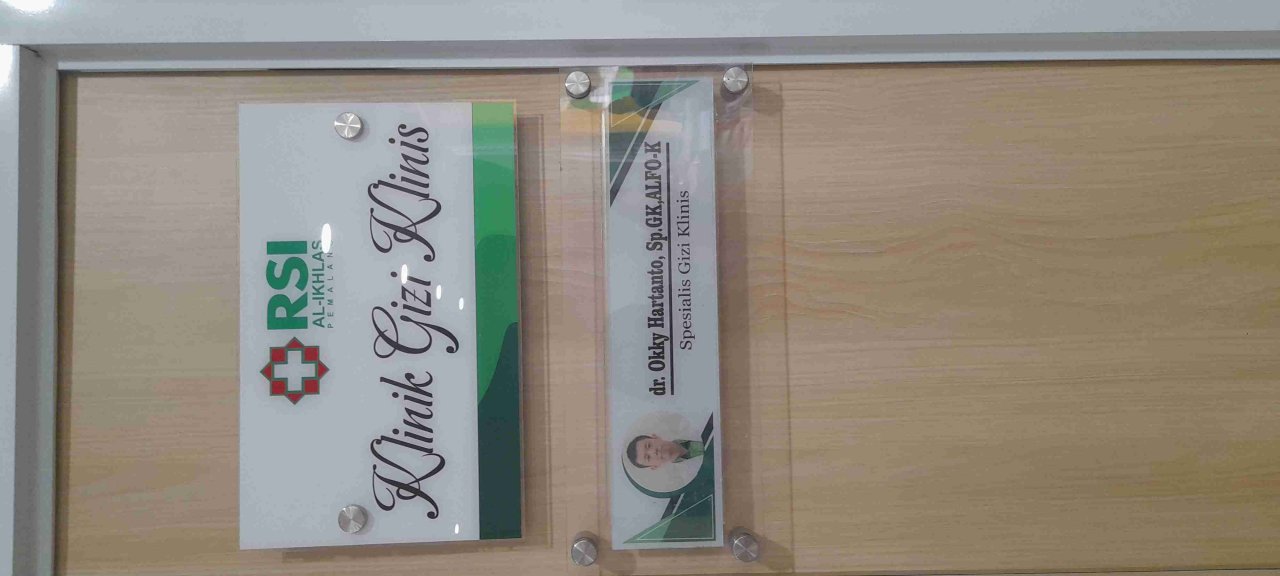 RSI
AL-IKHLAS
PEMALANG
Klinik Gizi Klinis
dr. Okky Hartanto, Sp.GK,ALFO-K
Spesialis Gizi Klinis